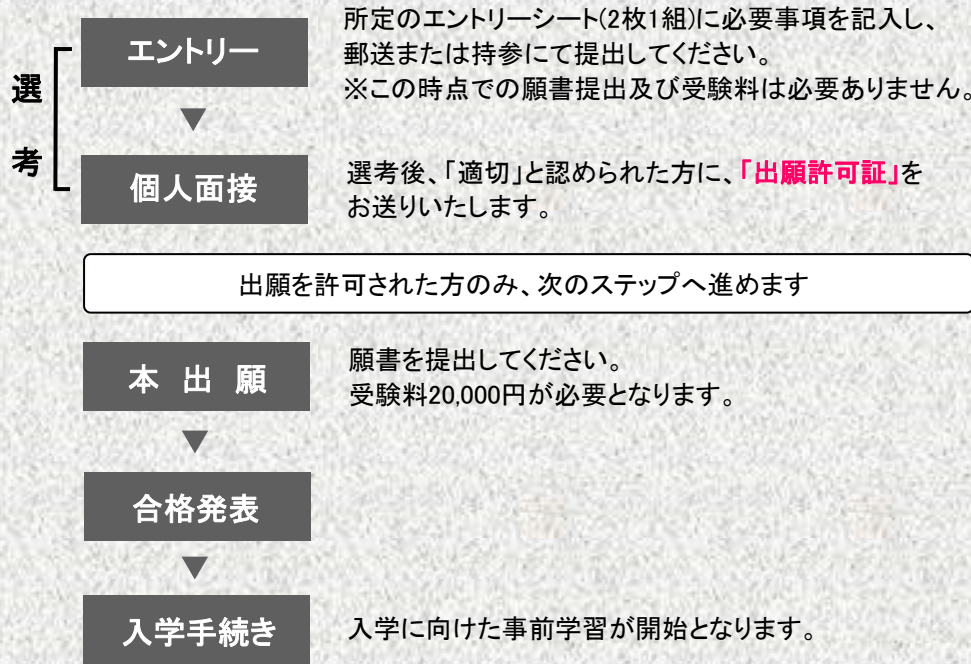 選考
エントリー
所定のエントリーシート(2枚1組)に必要事項を記入し、
郵送または持参にて提出してください。
※この時点での願書提出及び受験料は必要ありません。
▼
個人面接
選考後、「適切」と認められた方に、「出願許可証」を
お送りいたします。
出願を許可された方のみ、次のステップへ進めます
本 出 願
願書を提出してください。
受験料20,000円が必要となります。
▼
合格発表
▼
入学手続き
入学に向けた事前学習が開始となります。